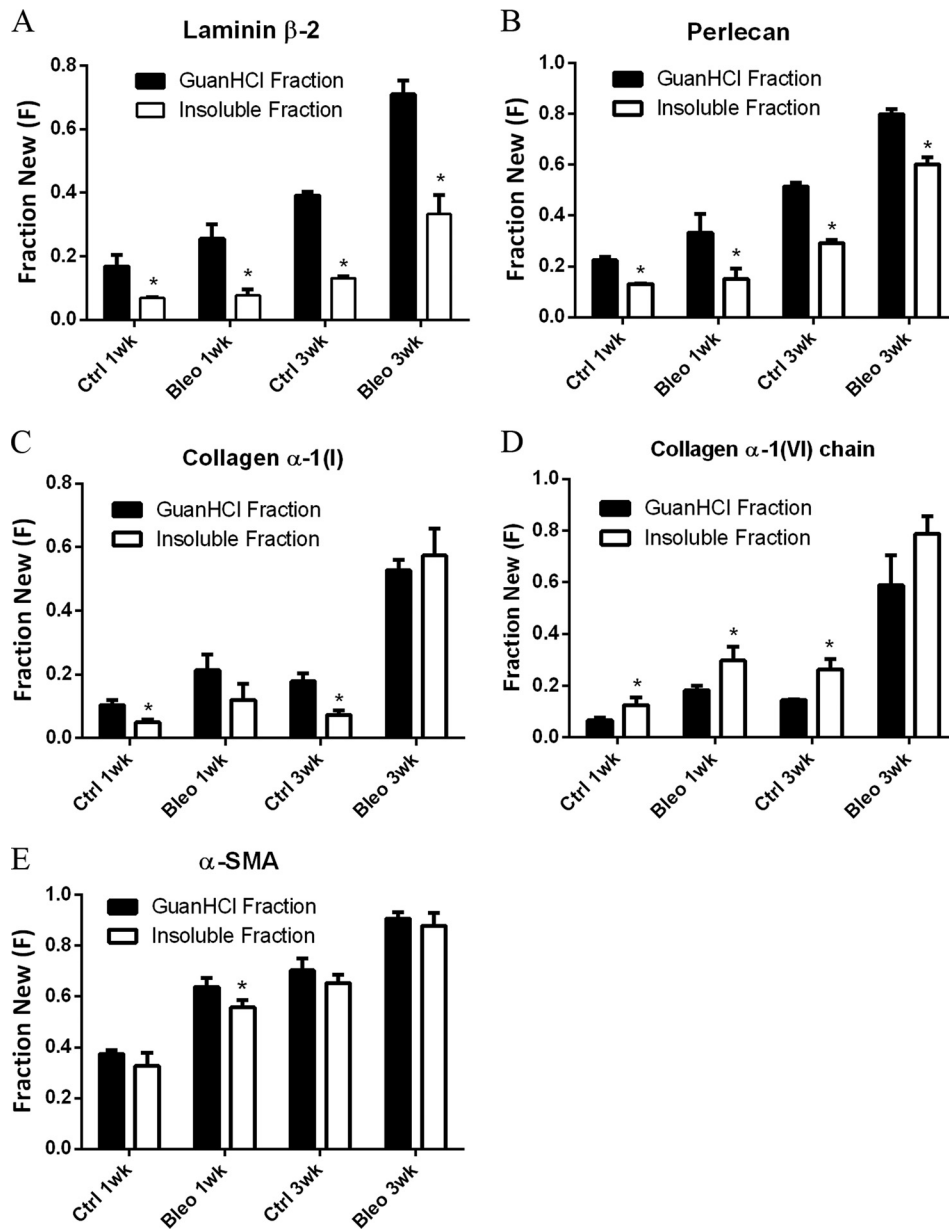 A
Laminin β-2
GuanHCl Fraction
Insoluble Fraction
Fraction New (F)
0.8
0.6
0.4
0.2
0.0
Ctrl 1wk
Bleo 1wk
Ctrl 3wk
Bleo 3wk
*
*
*
*
B
Perlecan
GuanHCl Fraction
Insoluble Fraction
Fraction New (F)
1.0
0.8
0.6
0.4
0.2
0.0
Ctrl 1wk
Bleo 1wk
Ctrl 3wk
Bleo 3wk
*
*
*
*
C
Collagen α-1(I)
GuanHCl Fraction
Insoluble Fraction
Fraction New (F)
0.8
0.6
0.4
0.2
0.0
Ctrl 1wk
Bleo 1wk
Ctrl 3wk
Bleo 3wk
*
*
D
Collagen α-1(VI) chain
GuanHCl Fraction
Insoluble Fraction
Fraction New (F)
1.0
0.8
0.6
0.4
0.2
0.0
Ctrl 1wk
Bleo 1wk
Ctrl 3wk
Bleo 3wk
*
*
*
E
α-SMA
GuanHCl Fraction
Insoluble Fraction
Fraction New (F)
1.0
0.8
0.6
0.4
0.2
0.0
Ctrl 1wk
Bleo 1wk
Ctrl 3wk
Bleo 3wk
*